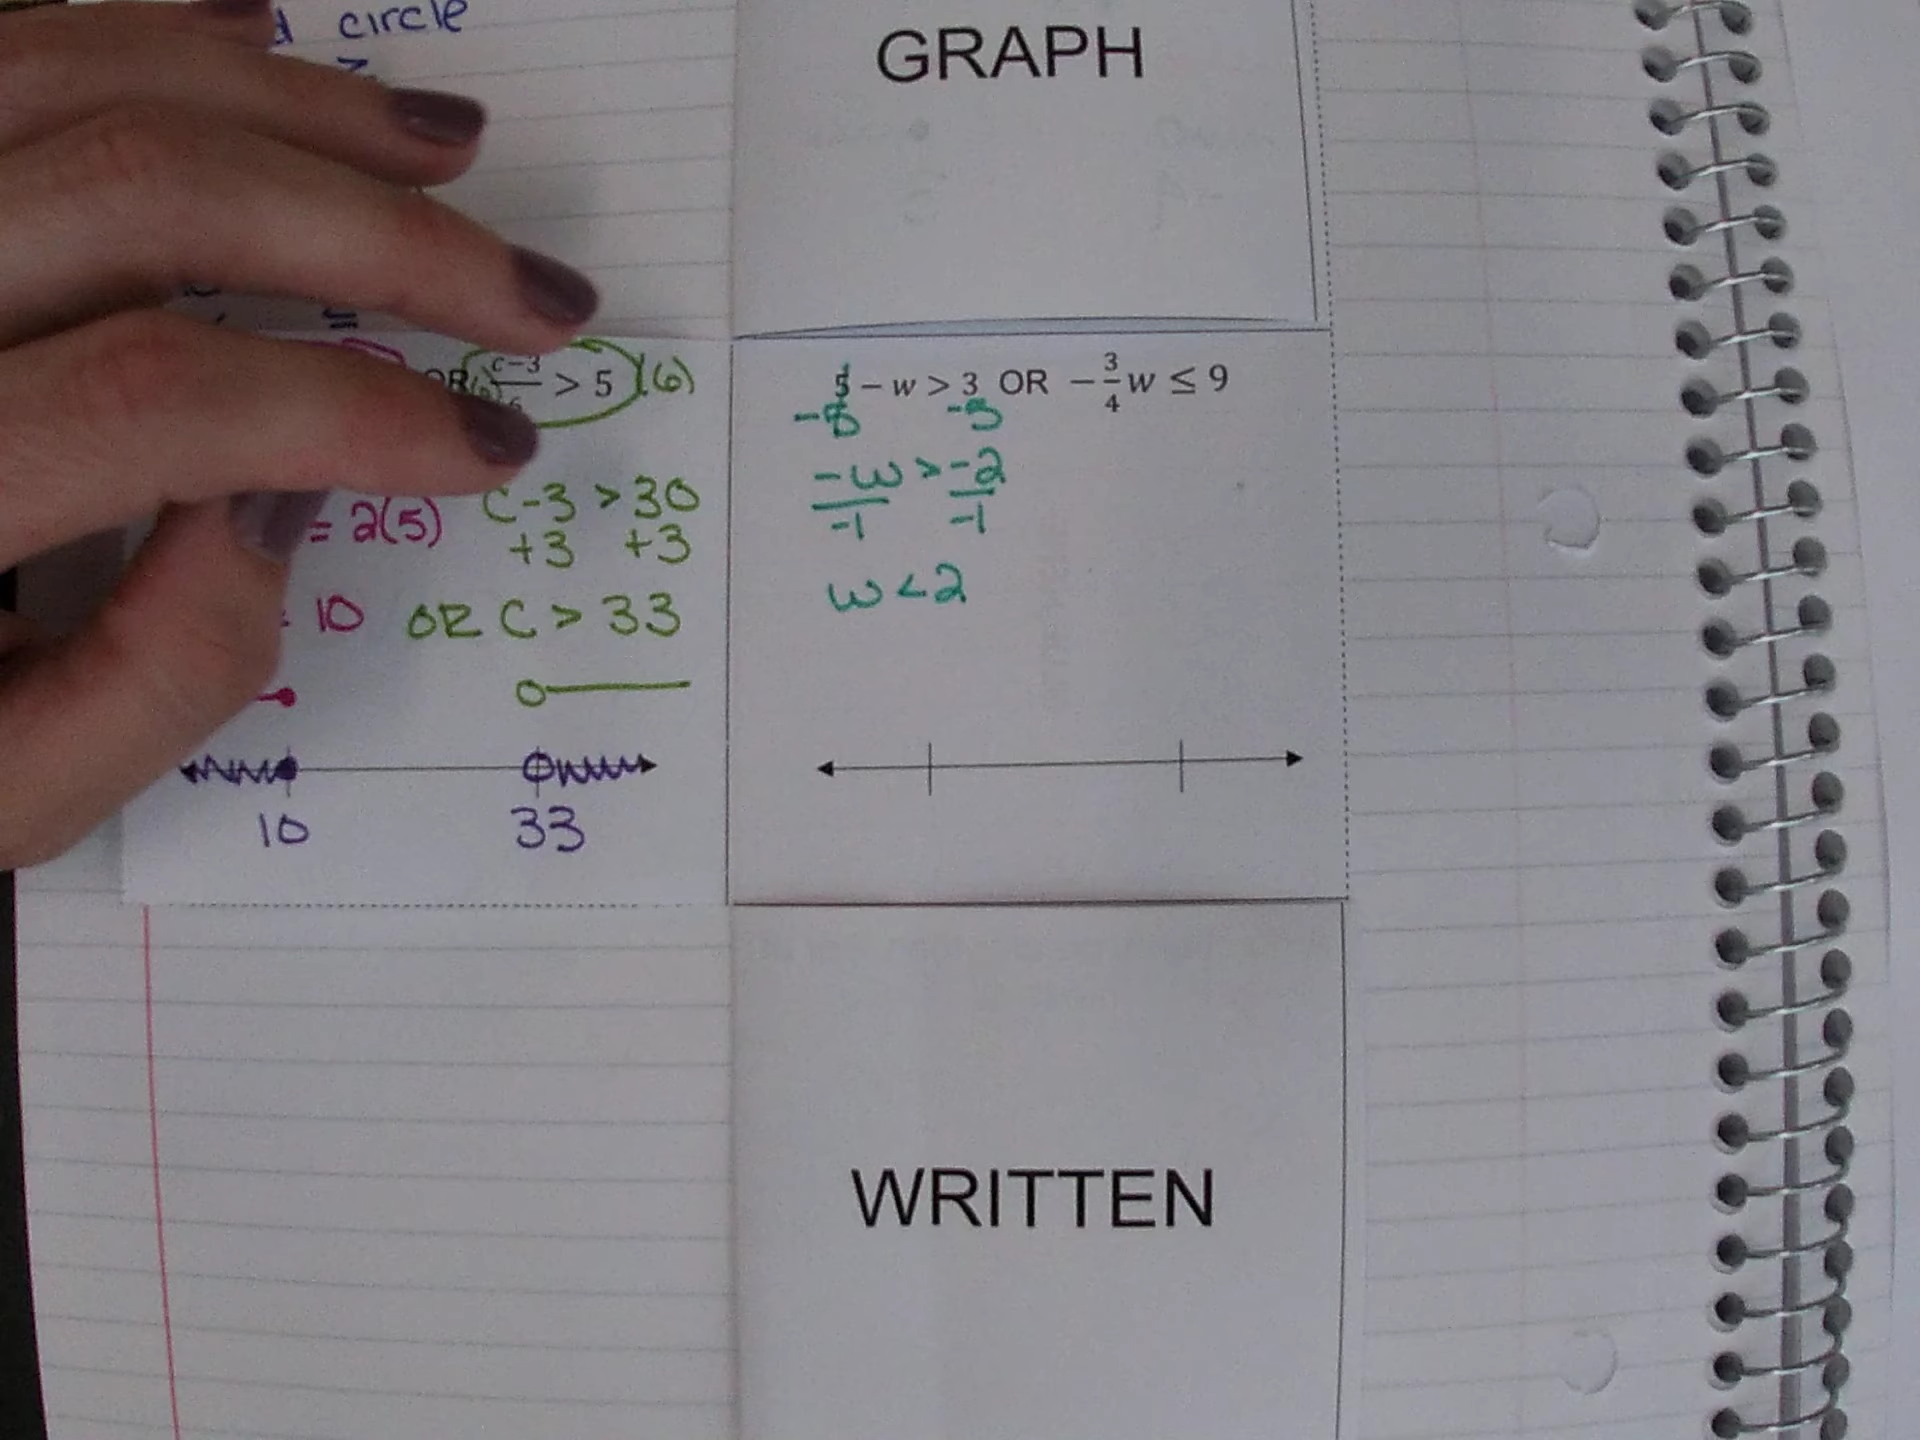 circle
GRAPH
OR (6) c-3/6 > 5 (6)
= 2(5) c-3 > 30
+3 +3
10 OR c > 33
10 33
5 − w > 3 OR −3/4 w ≤ 9
-5 -5
-w > -2
-1 -1
w < 2
WRITTEN